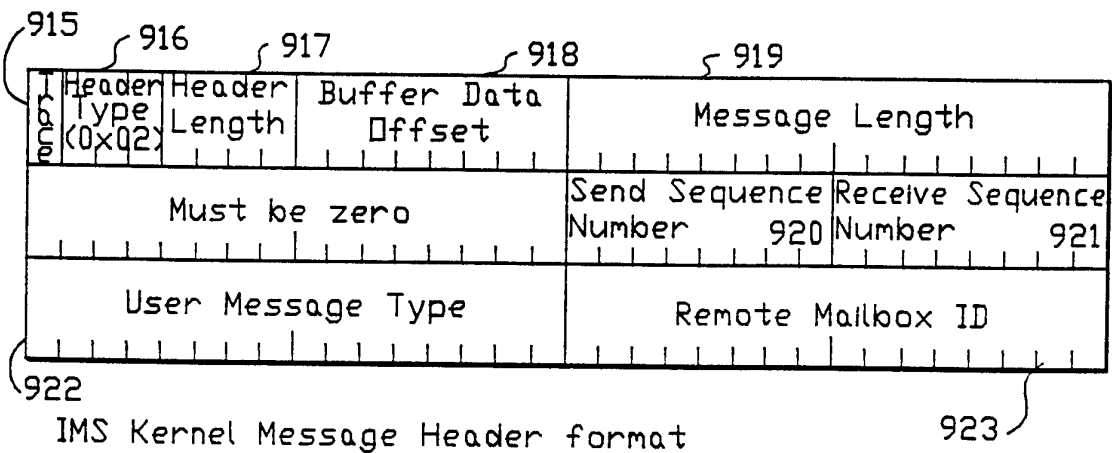 915 916 917 918 919
Trace Header Type (0x02) Header Length Buffer Data Offset Message Length
Must be zero Send Sequence Number 920 Receive Sequence Number 921
User Message Type Remote Mailbox ID
922 923
IMS Kernel Message Header format